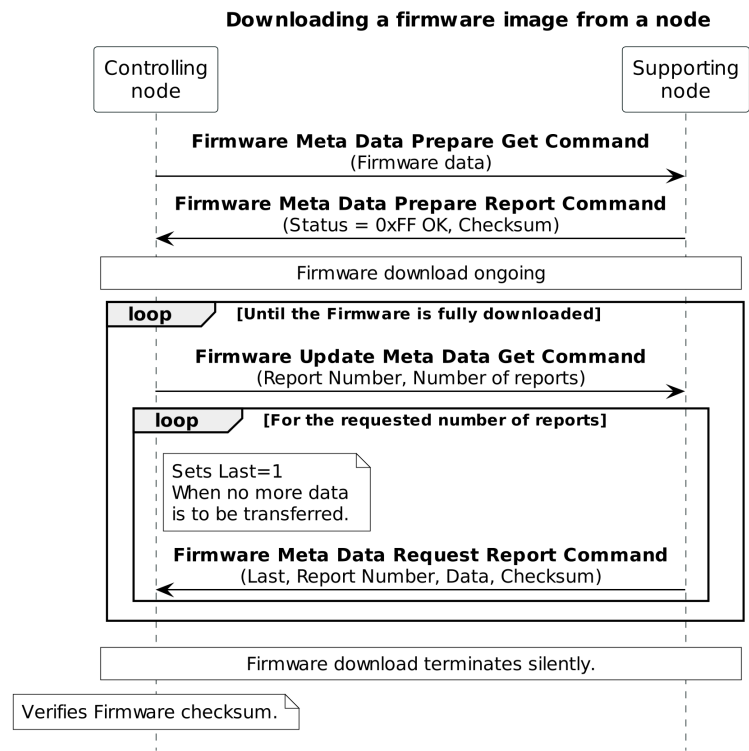 Downloading a firmware image from a node
Controlling
node
Supporting
node
Firmware Meta Data Prepare Get Command
(Firmware data)
Firmware Meta Data Prepare Report Command
(Status = 0xFF OK, Checksum)
Firmware download ongoing
loop
[Until the Firmware is fully downloaded]
Firmware Update Meta Data Get Command
(Report Number, Number of reports)
loop
[For the requested number of reports]
Sets Last=1
When no more data
is to be transferred.
Firmware Meta Data Request Report Command
(Last, Report Number, Data, Checksum)
Firmware download terminates silently.
Verifies Firmware checksum.